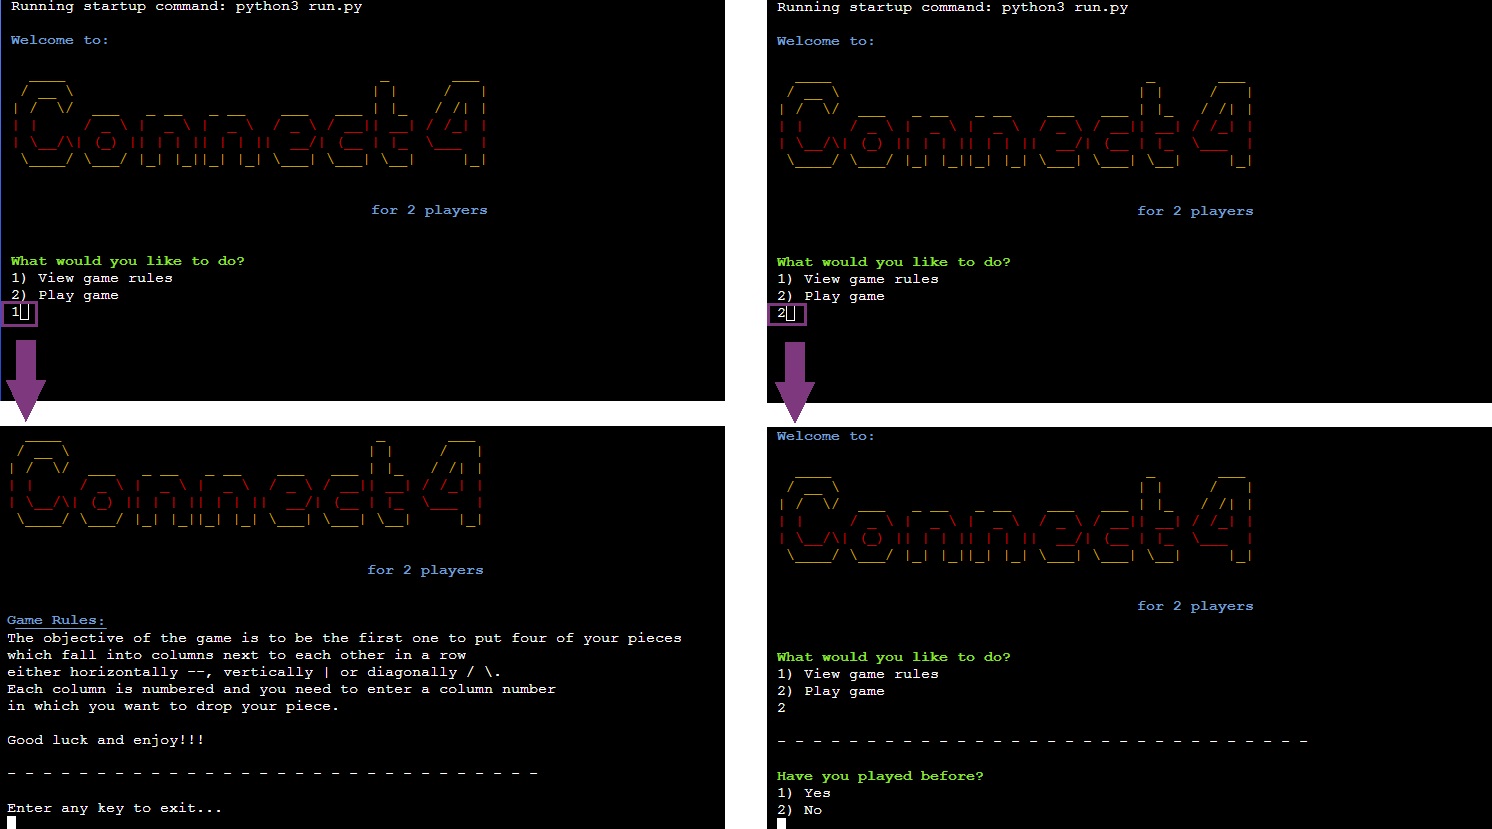 Running startup command: python3 run.py
Welcome to:
Connect4
for 2 players
What would you like to do?
1) View game rules
2) Play game
1
Connect4
for 2 players
Game Rules:
The objective of the game is to be the first one to put four of your pieces
which fall into columns next to each other in a row
either horizontally --, vertically | or diagonally / \.
Each column is numbered and you need to enter a column number
in which you want to drop your piece.
Good luck and enjoy!!!
- - - - - - - - - - - - - - - - - - - - - - - - - - - - - -
Enter any key to exit...
Running startup command: python3 run.py
Welcome to:
Connect4
for 2 players
What would you like to do?
1) View game rules
2) Play game
2
Welcome to:
Connect4
for 2 players
What would you like to do?
1) View game rules
2) Play game
2
- - - - - - - - - - - - - - - - - - - - - - - - - - - - - -
Have you played before?
1) Yes
2) No